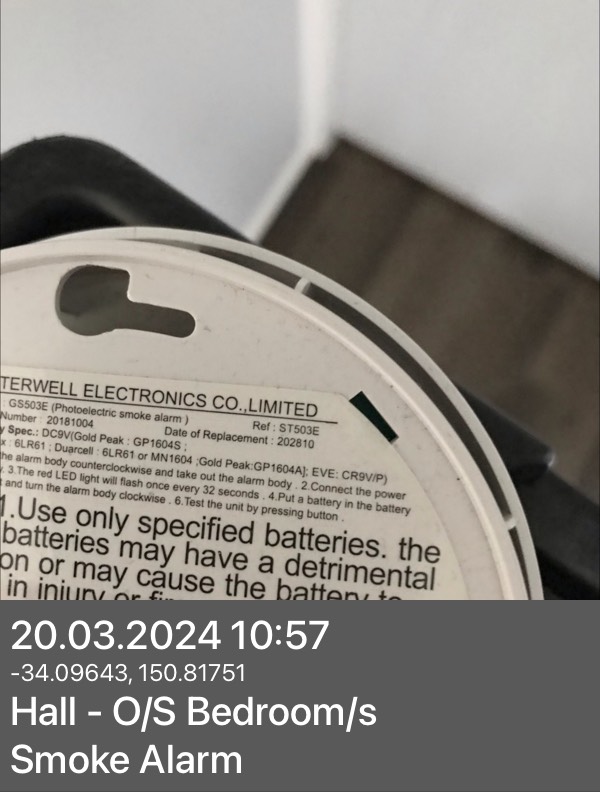 TERWELL ELECTRONICS CO.,LIMITED
: GS503E (Photoelectric smoke alarm ) Ref : ST503E
Number : 20181004 Date of Replacement : 202810
y Spec.: DC9V(Gold Peak : GP1604S ;
x : 6LR61 ; Duarcell : 6LR61 or MN1604 ;Gold Peak:GP1604A]; EVE: CR9V/P)
he alarm body counterclockwise and take out the alarm body . 2.Connect the power
. 3.The red LED light will flash once every 32 seconds . 4.Put a battery in the battery
t and turn the alarm body clockwise . 6.Test the unit by pressing button .
1.Use only specified batteries. the
batteries may have a detrimental
on or may cause the battery to
in injury or
20.03.2024 10:57
-34.09643, 150.81751
Hall - O/S Bedroom/s
Smoke Alarm